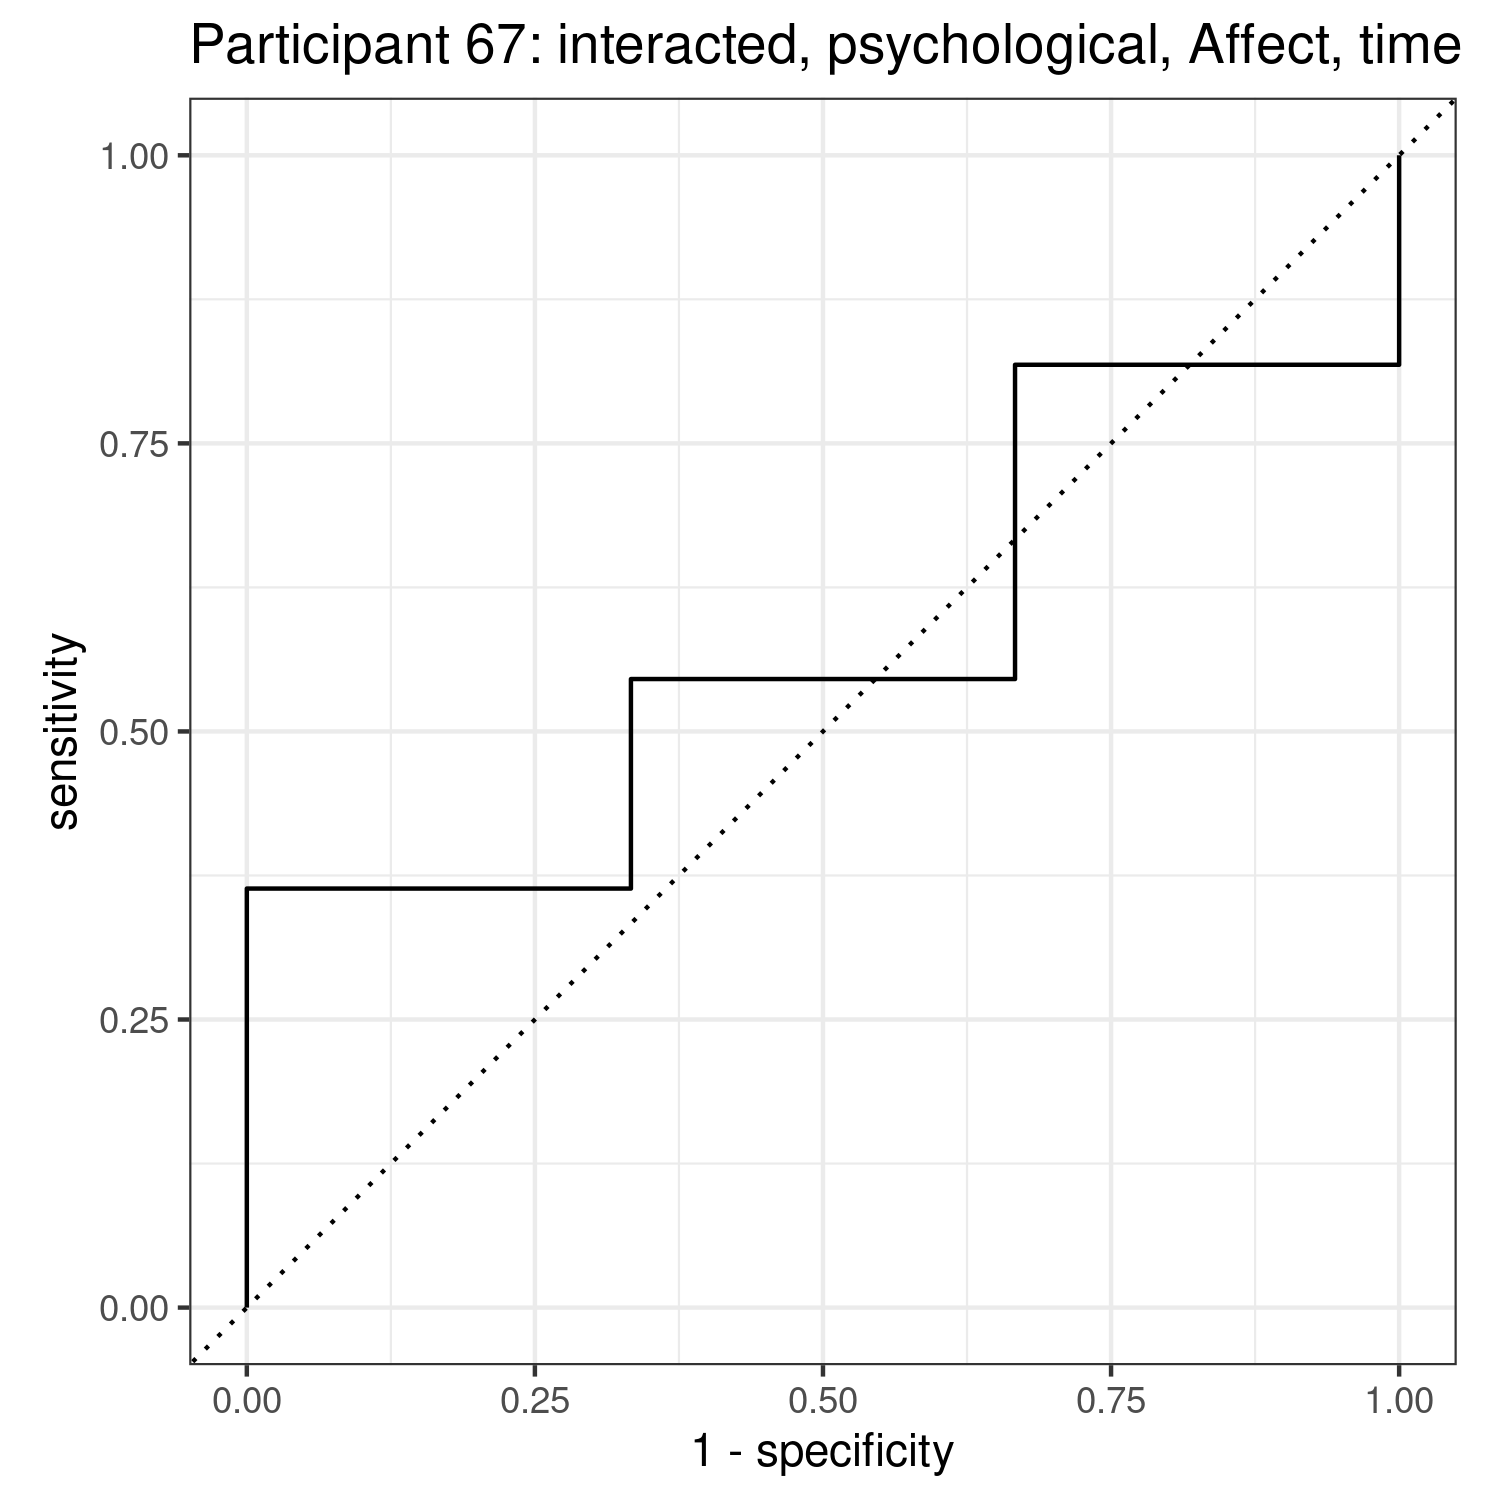 Participant 67: interacted, psychological, Affect, time
1.00
0.75
0.50
0.25
0.00
sensitivity
0.00 0.25 0.50 0.75 1.00
1 - specificity